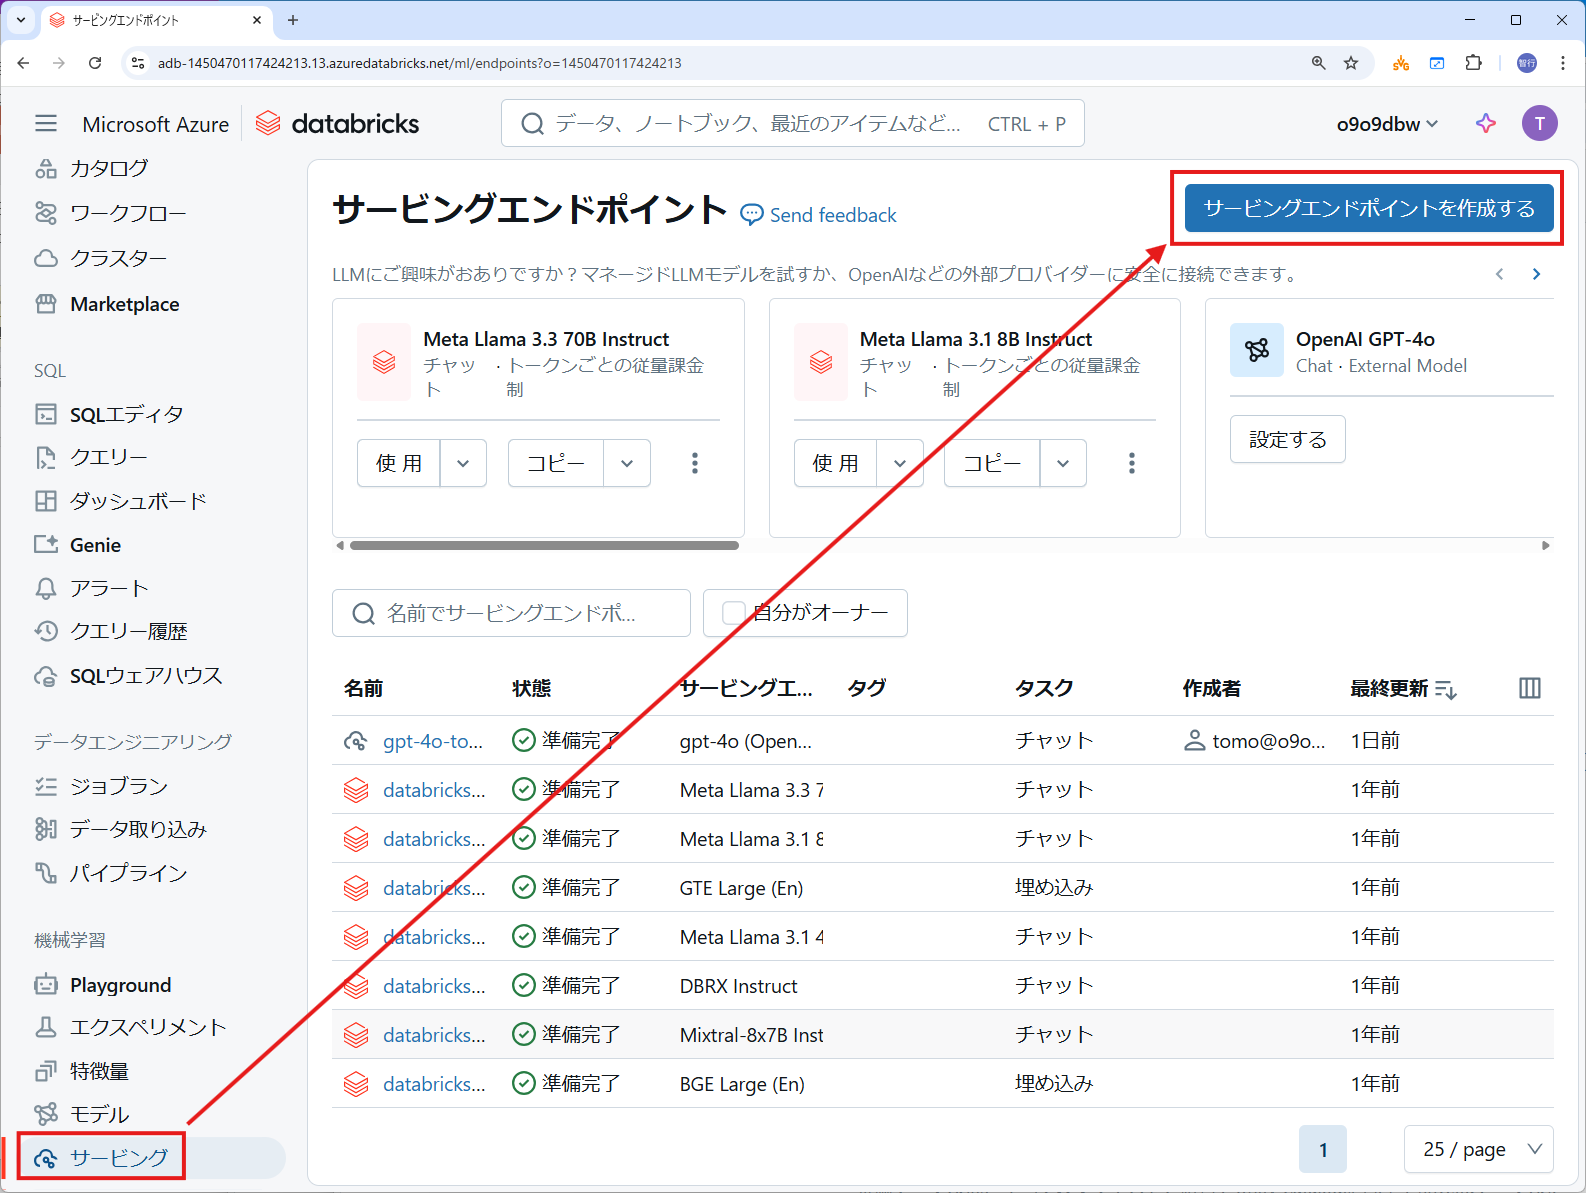 サービングエンドポイント
adb-1450470117424213.13.azuredatabricks.net/ml/endpoints?o=1450470117424213
智行
Microsoft Azure
databricks
データ、ノートブック、最近のアイテムなど...
CTRL + P
o9o9dbw
T
カタログ
ワークフロー
クラスター
Marketplace
SQL
SQLエディタ
クエリー
ダッシュボード
Genie
アラート
クエリー履歴
SQLウェアハウス
データエンジニアリング
ジョブラン
データ取り込み
パイプライン
機械学習
Playground
エクスペリメント
特徴量
モデル
サービング
サービングエンドポイント
Send feedback
サービングエンドポイントを作成する
LLMにご興味がおありですか？マネージドLLMモデルを試すか、OpenAIなどの外部プロバイダーに安全に接続できます。
Meta Llama 3.3 70B Instruct
チャット · トークンごとの従量課金制
使 用
コピー
Meta Llama 3.1 8B Instruct
チャット · トークンごとの従量課金制
使 用
コピー
OpenAI GPT-4o
Chat · External Model
設定する
名前でサービングエンドポ...
自分がオーナー
名前 状態 サービングエ... タグ タスク 作成者 最終更新
gpt-4o-to... 準備完了 gpt-4o (Open... チャット tomo@o9o... 1日前
databricks... 準備完了 Meta Llama 3.3 7 チャット 1年前
databricks... 準備完了 Meta Llama 3.1 8 チャット 1年前
databricks... 準備完了 GTE Large (En) 埋め込み 1年前
databricks... 準備完了 Meta Llama 3.1 4 チャット 1年前
databricks... 準備完了 DBRX Instruct チャット 1年前
databricks... 準備完了 Mixtral-8x7B Inst チャット 1年前
databricks... 準備完了 BGE Large (En) 埋め込み 1年前
1
25 / page